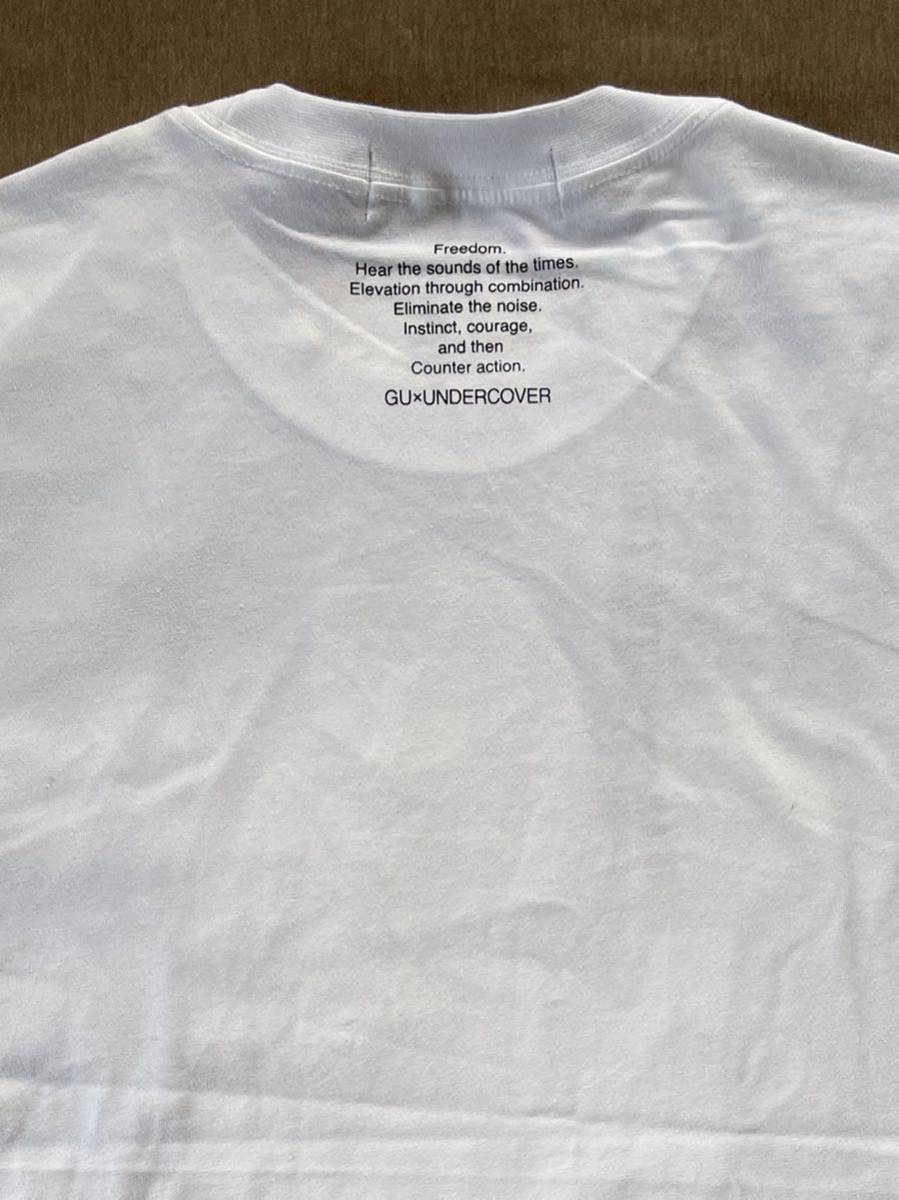 Freedom.
Hear the sounds of the times.
Elevation through combination.
Eliminate the noise.
Instinct, courage,
and then
Counter action.
GU×UNDERCOVER